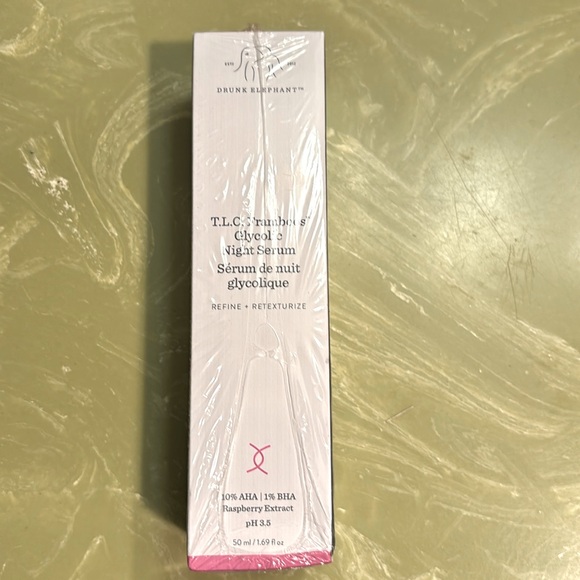 DRUNK ELEPHANT™
T.L.C. Framboos™
Glycolic
Night Serum
Sérum de nuit
glycolique
REFINE + RETEXTURIZE
10% AHA | 1% BHA
Raspberry Extract
pH 3.5
50 ml / 1.69 fl oz